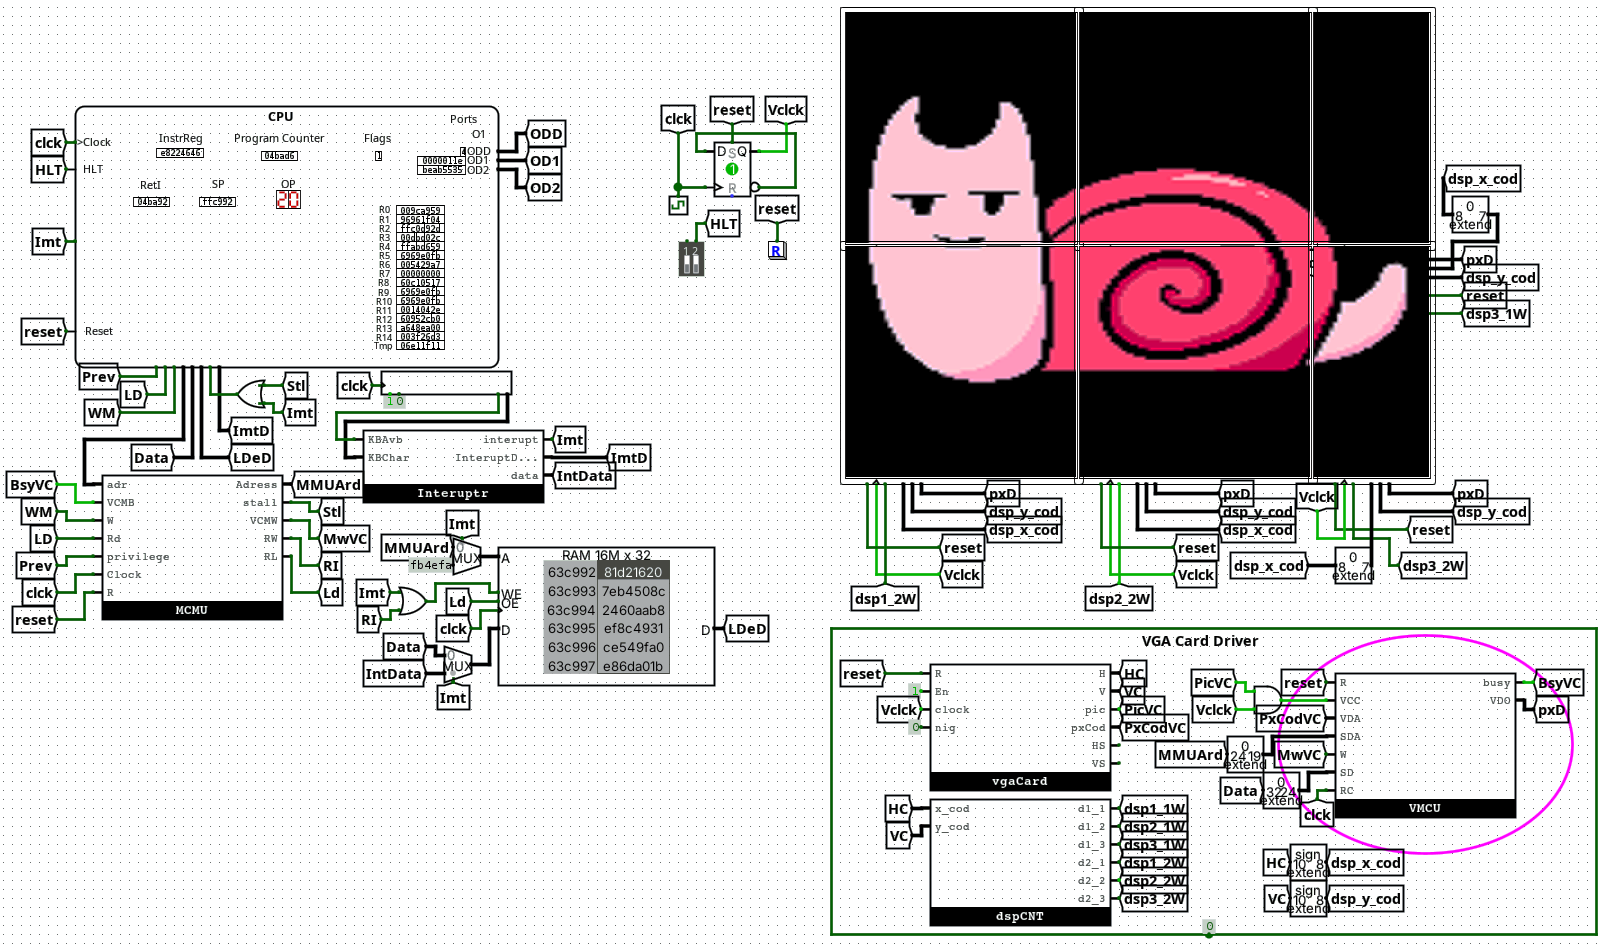 CPU
Ports
clck
>Clock
HLT
HLT
InstrReg
e8224646
Program Counter
04bad6
Flags
1
O1
ODD
ODD
0000011e
OD1
OD1
beab5535
OD2
OD2
RetI
04ba92
SP
ffc992
OP
20
Imt
reset
Reset
R0 009ca959
R1 96961f04
R2 ffc0d92d
R3 00dbd02c
R4 ffabd659
R5 6969e0fb
R6 005429a7
R7 00000000
R8 60c10517
R9 6969e0fb
R10 6969e0fb
R11 0014042e
R12 60952cb0
R13 a648ea00
R14 003f26d3
Tmp 06e11f11
clck
reset
Vclck
D
S
Q
1
R
HLT
reset
1 2
R
Prev
LD
WM
Stl
Imt
ImtD
Data
LDeD
clck
1 0
KBAvb
KBChar
interupt
InteruptD...
data
Interuptr
Imt
ImtD
IntData
BsyVC
WM
LD
Prev
clck
reset
adr
VCMB
W
Rd
privilege
Clock
R
Adress
stall
VCMW
RW
RL
MCMU
MMUArd
Stl
MwVC
RI
Ld
Imt
MMUArd
fb4efa
0
MUX
A
RAM 16M x 32
63c992 81d21620
63c993 7eb4508c
63c994 2460aab8
63c995 ef8c4931
63c996 ce549fa0
63c997 e86da01b
Imt
RI
Ld
clck
WE
OE
D
D
LDeD
Data
IntData
0
MUX
Imt
dsp_x_cod
0
8 7
extend
pxD
dsp_y_cod
reset
dsp3_1W
pxD
dsp_y_cod
dsp_x_cod
reset
Vclck
dsp1_2W
pxD
dsp_y_cod
dsp_x_cod
reset
Vclck
dsp2_2W
Vclck
pxD
dsp_y_cod
reset
dsp_x_cod
0
8 7
extend
dsp3_2W
VGA Card Driver
reset
1
Vclck
0
R
En
clock
nig
H
V
pic
pxCod
HS
VS
vgaCard
HC
VC
PicVC
PxCodVC
PicVC
Vclck
reset
PxCodVC
MMUArd
0
24 19
extend
MwVC
Data
0
32 24
extend
clck
R
VCC
VDA
SDA
W
SD
RC
busy
VDO
VMCU
BsyVC
pxD
HC
VC
x_cod
y_cod
d1_1
d1_2
d1_3
d2_1
d2_2
d2_3
dspCNT
dsp1_1W
dsp2_1W
dsp3_1W
dsp1_2W
dsp2_2W
dsp3_2W
HC
sign
10 8
extend
dsp_x_cod
VC
sign
10 8
extend
dsp_y_cod
0